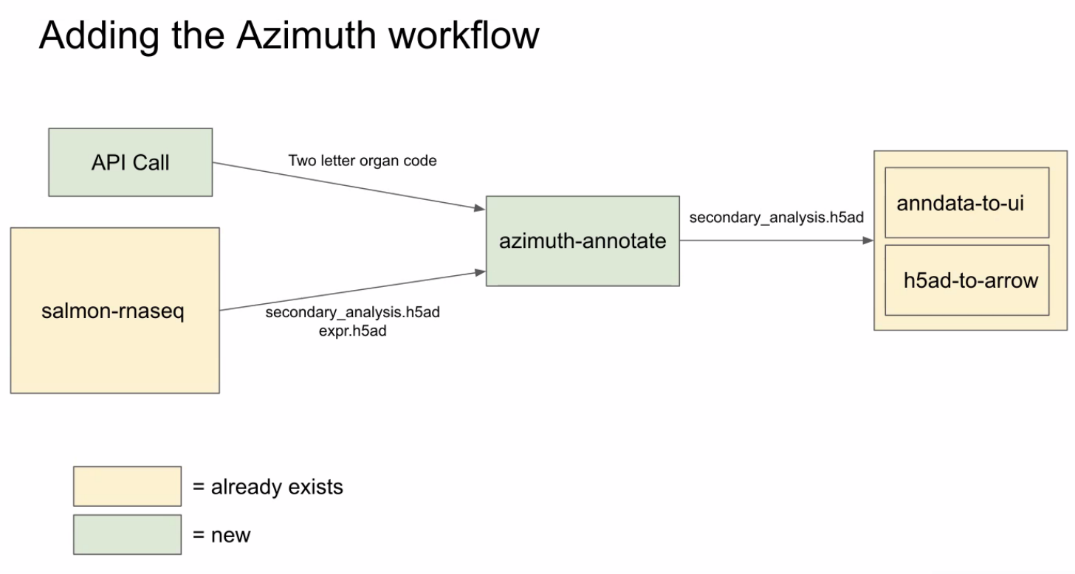 Adding the Azimuth workflow
API Call
Two letter organ code
salmon-rnaseq
secondary_analysis.h5ad
expr.h5ad
azimuth-annotate
secondary_analysis.h5ad
anndata-to-ui
h5ad-to-arrow
= already exists
= new